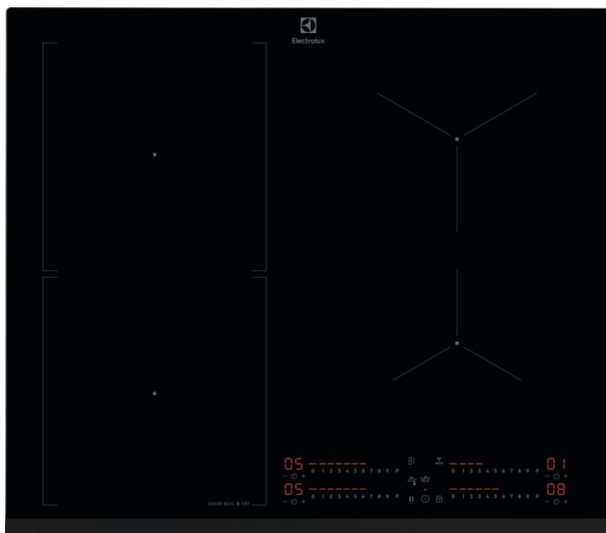 Electrolux
05 0 1 2 3 4 5 6 7 8 9 P
0 1 2 3 4 5 6 7 8 9 P 01
- +
- +
05 0 1 2 3 4 5 6 7 8 9 P
0 1 2 3 4 5 6 7 8 9 P 08
- +
- +